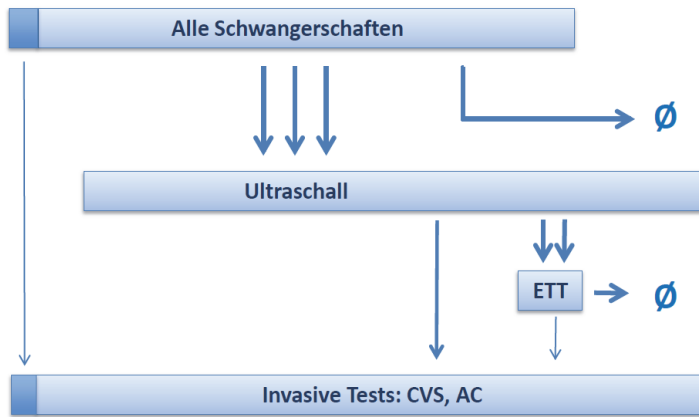 Alle Schwangerschaften
Ø
Ultraschall
ETT
Ø
Invasive Tests: CVS, AC